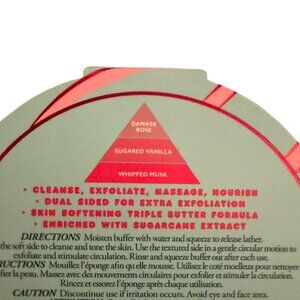 DAMASK
ROSE
SUGARED VANILLA
WHIPPED MUSK
• CLEANSE, EXFOLIATE, MASSAGE, NOURISH
• DUAL SIDED FOR EXTRA EXFOLIATION
• SKIN SOFTENING TRIPLE BUTTER FORMULA
• ENRICHED WITH SUGARCANE EXTRACT
DIRECTIONS Moisten buffer with water and squeeze to release lather.
the soft side to cleanse and tone the skin. Use the textured side in a gentle circular motion to
exfoliate and stimulate circulation. Rinse and squeeze buffer out after each use.
RUCTIONS Mouillez l'éponge afin qu'elle mousse. Utilisez le coté moelleux pour nettoyer
fier la peau. Massez avec des mouvements circulaires pour exfolier et stimuler la circulation.
Rincez et essorez l'éponge après chaque utilisation.
CAUTION Discontinue use if irritation occurs. Avoid eye area.